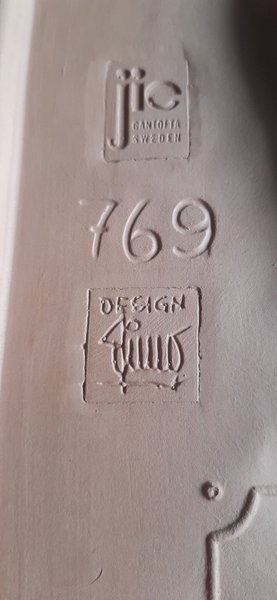 jie
GANTOFTA
SWEDEN
769
DESIGN